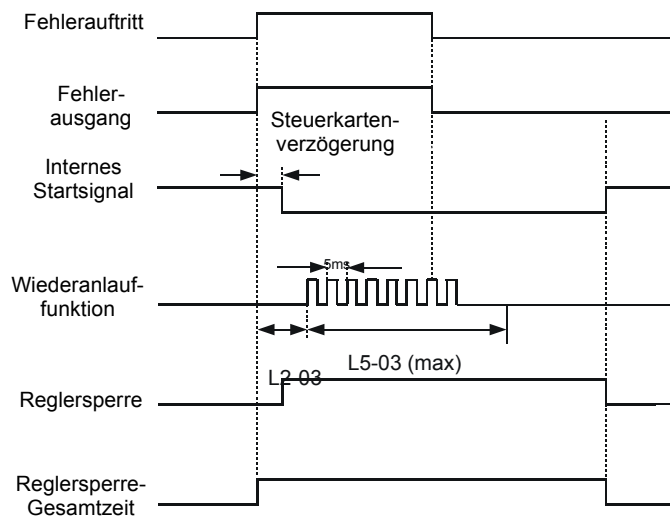 Fehlerauftritt
Fehler-
ausgang
Steuerkarten-
verzögerung
Internes
Startsignal
5ms
Wiederanlauf-
funktion
L2-03
L5-03 (max)
Reglersperre
Reglersperre-
Gesamtzeit